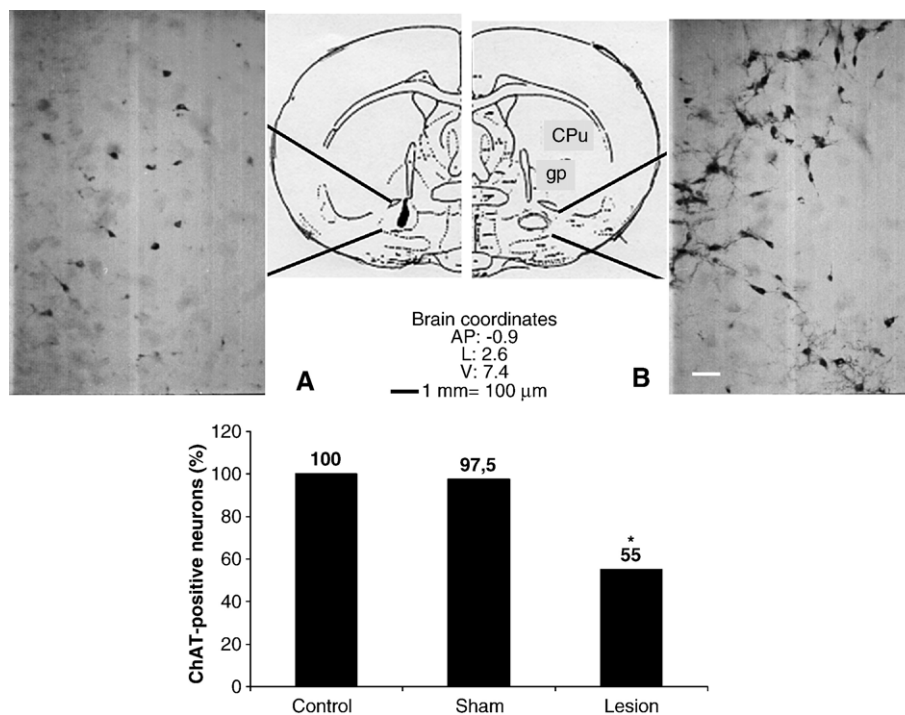 CPu
gp
Brain coordinates
AP: -0.9
L: 2.6
V: 7.4
1 mm= 100 μm
A
B
ChAT-positive neurons (%)
120
100
80
60
40
20
0
100
97,5
*
55
Control
Sham
Lesion